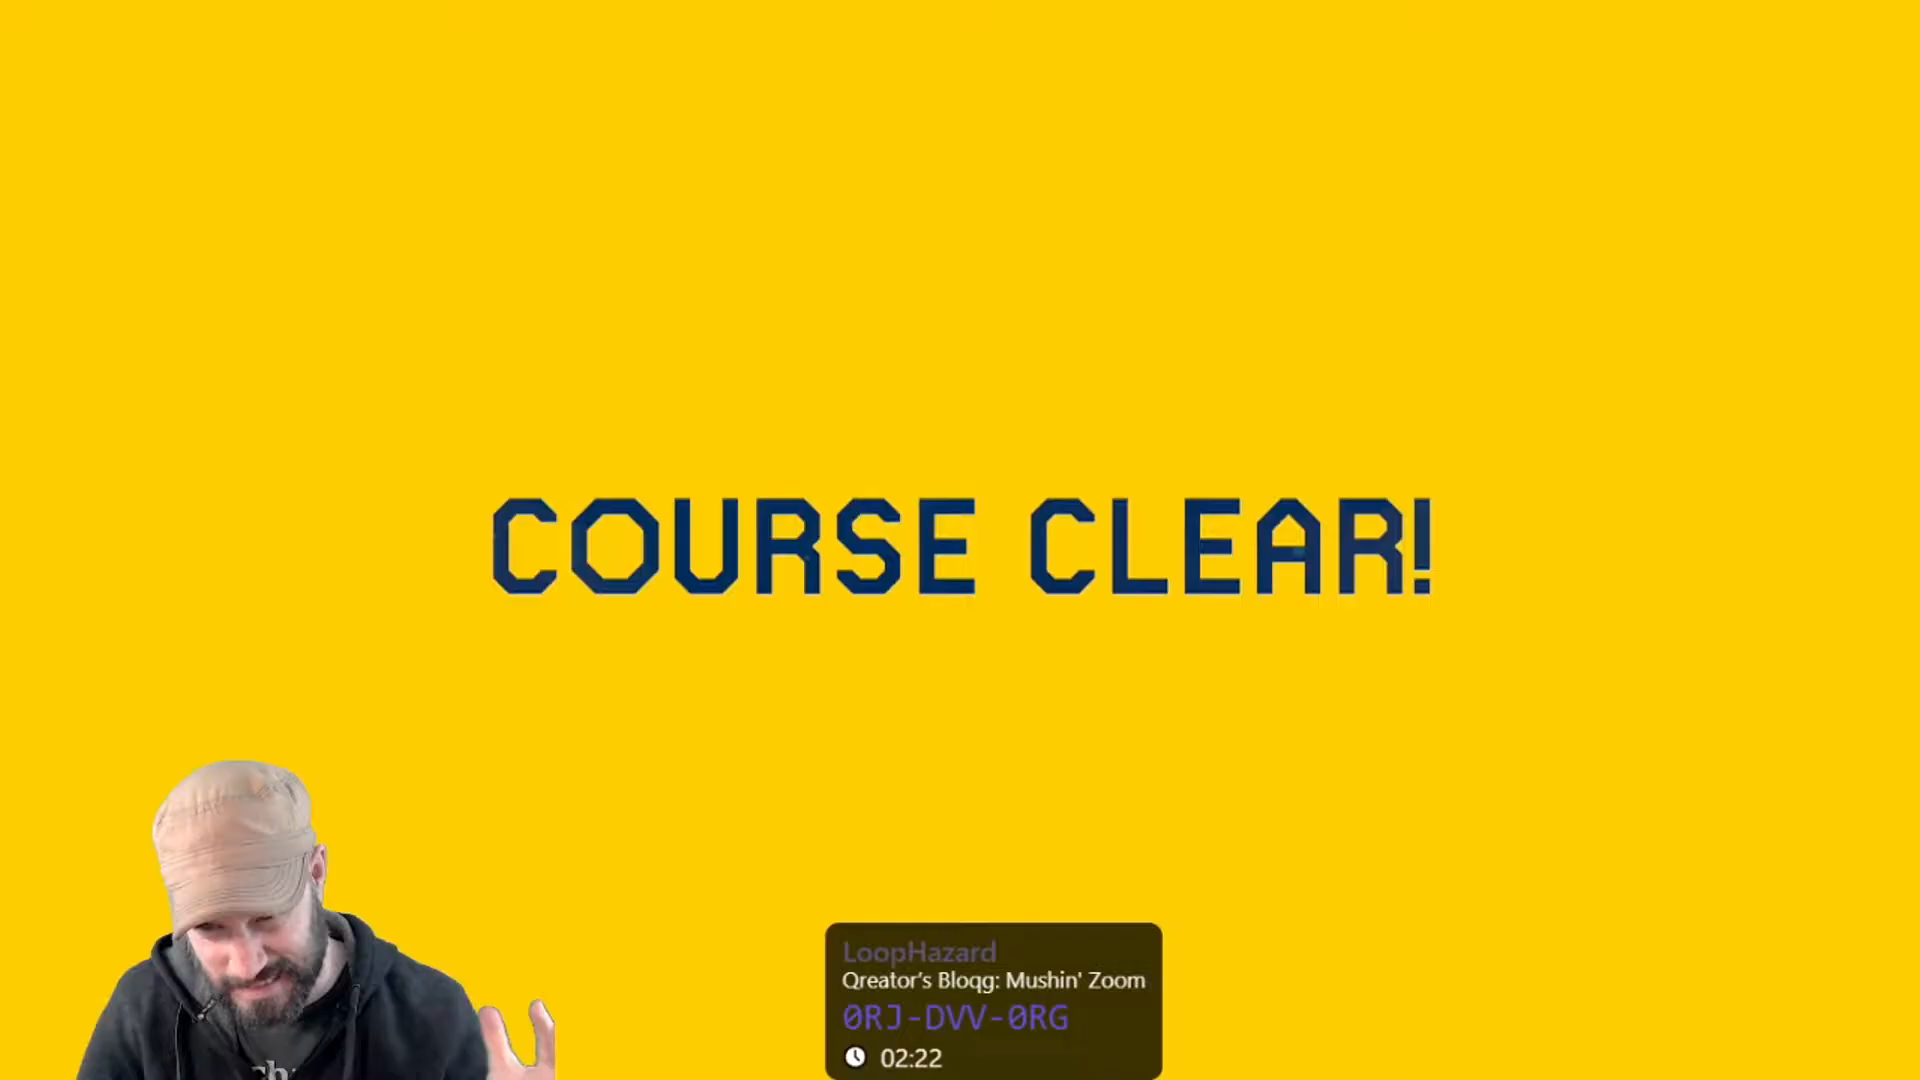 COURSE CLEAR!
LoopHazard
Qreator's Bloqg: Mushin' Zoom
0RJ-DVV-0RG
02:22